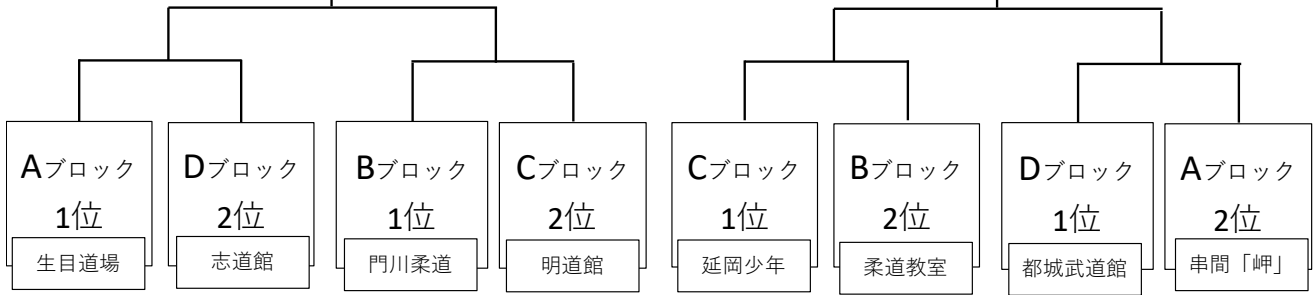 Aブロック
1位
生目道場
Dブロック
2位
志道館
Bブロック
1位
門川柔道
Cブロック
2位
明道館
Cブロック
1位
延岡少年
Bブロック
2位
柔道教室
Dブロック
1位
都城武道館
Aブロック
2位
串間「岬」